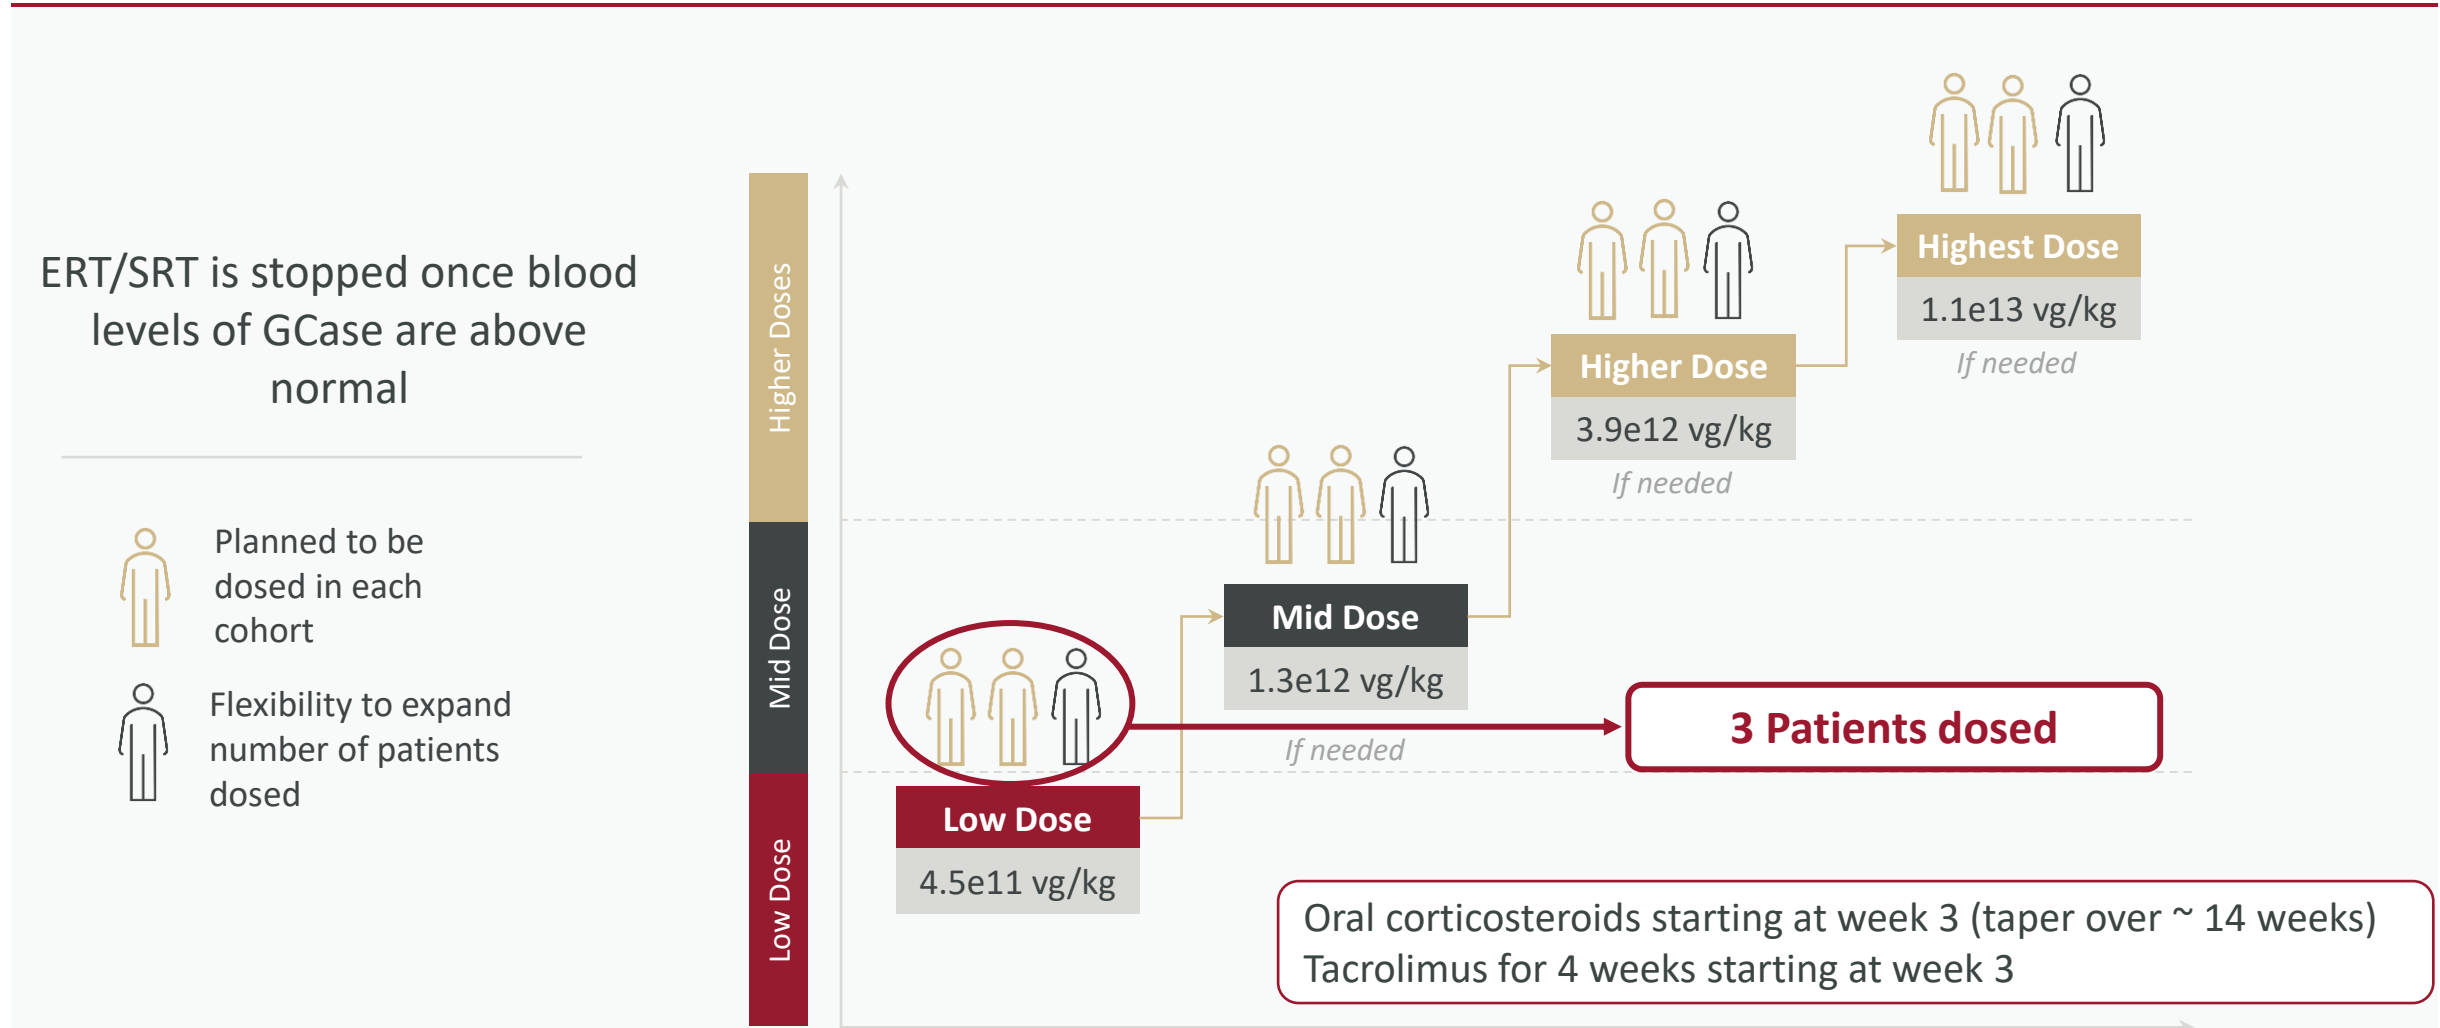 ERT/SRT is stopped once blood
levels of GCase are above
normal
Planned to be
dosed in each
cohort
Flexibility to expand
number of patients
dosed
Higher Doses
Mid Dose
Low Dose
Highest Dose
1.1e13 vg/kg
If needed
Higher Dose
3.9e12 vg/kg
If needed
Mid Dose
1.3e12 vg/kg
If needed
3 Patients dosed
Low Dose
4.5e11 vg/kg
Oral corticosteroids starting at week 3 (taper over ~ 14 weeks)
Tacrolimus for 4 weeks starting at week 3